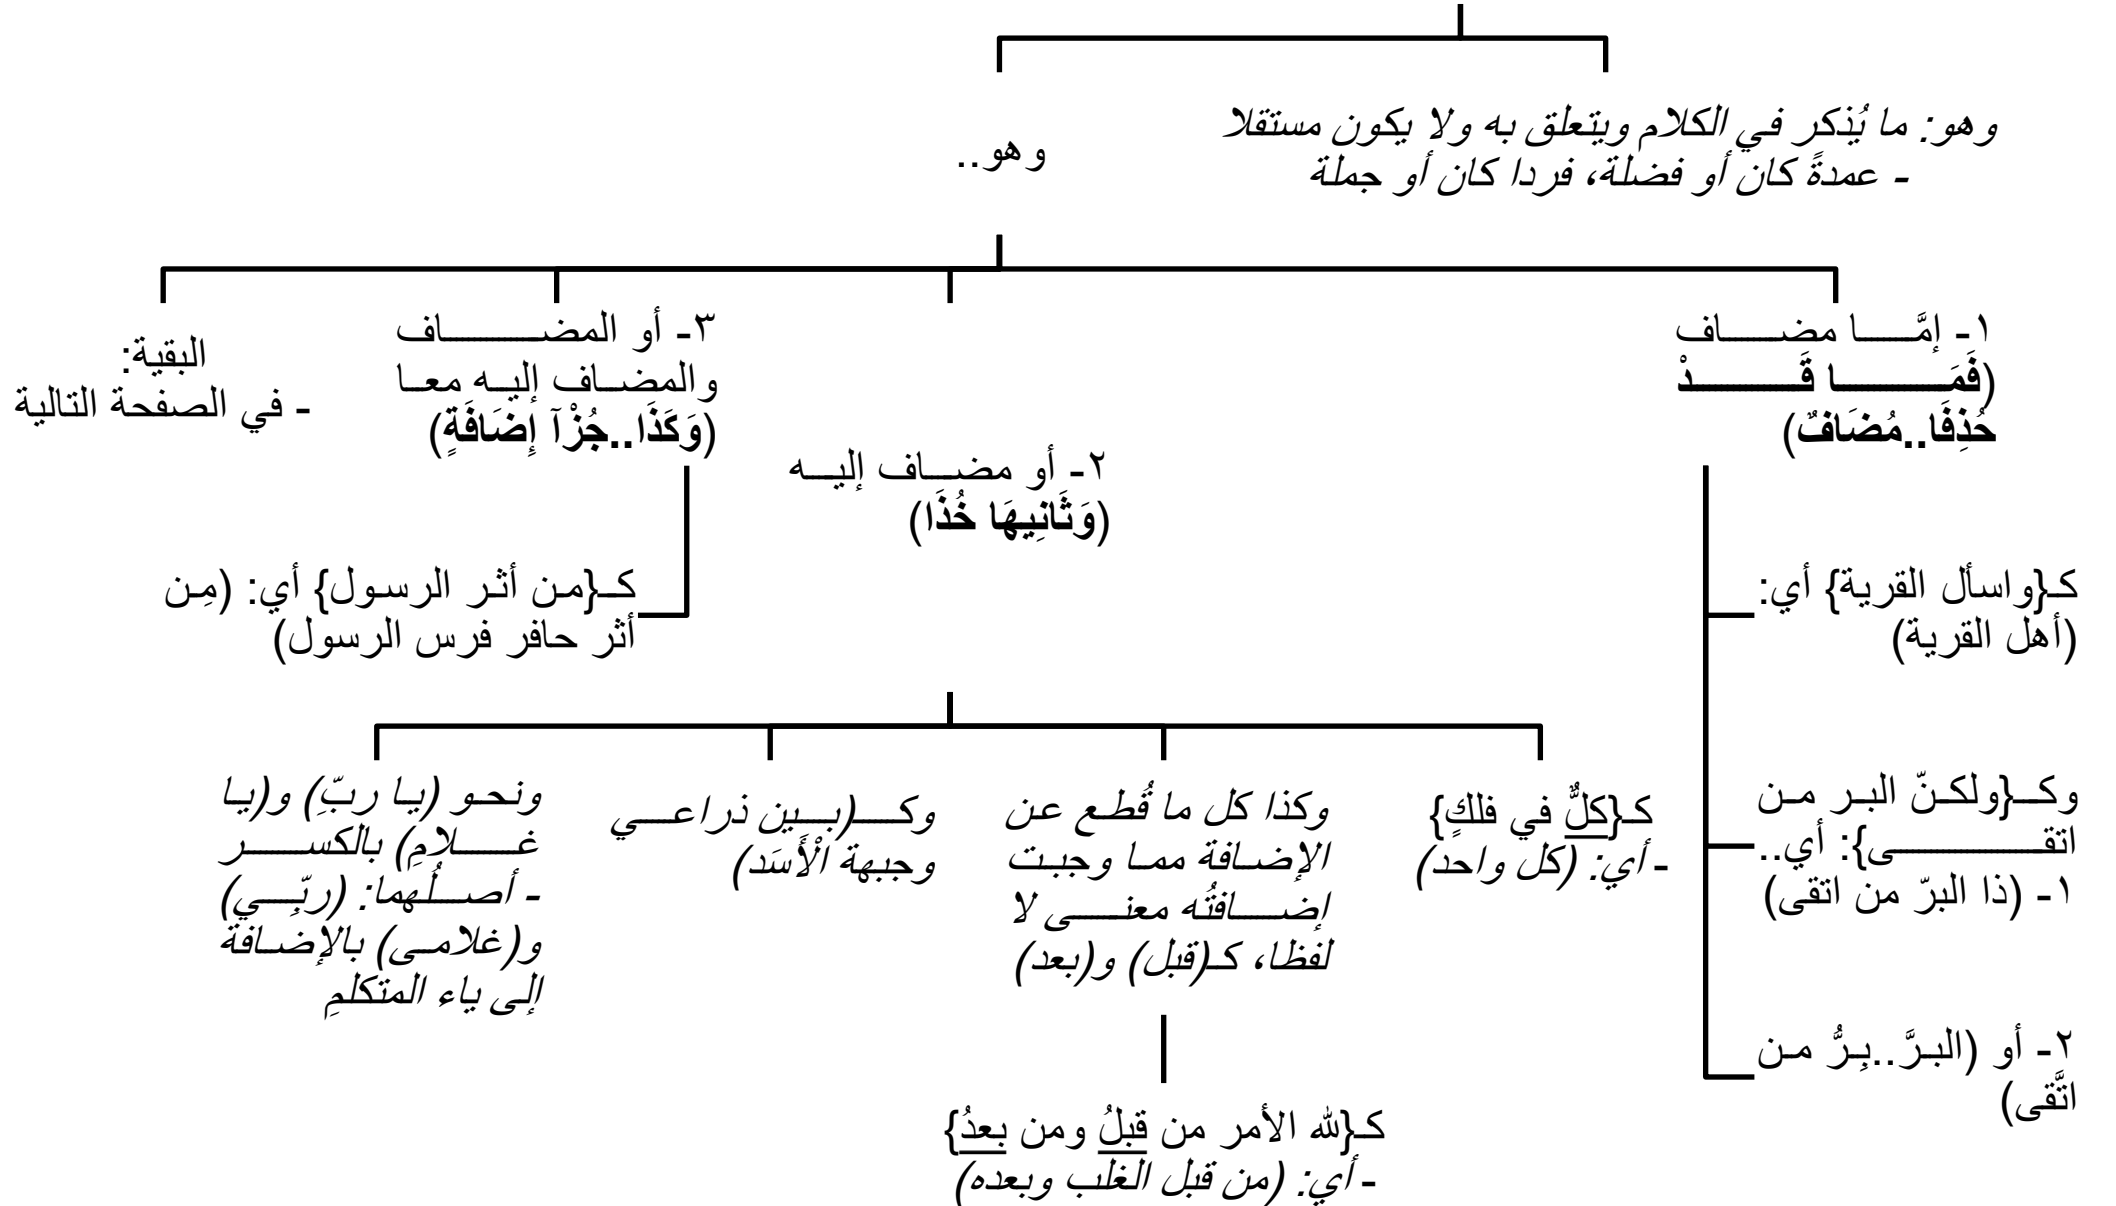 وهو: ما يُذكر في الكلام ويتعلق به ولا يكون مستقلا
- عمدةً كان أو فضلة، فردا كان أو جملة
وهو..
١- إمَّا مضاف
(فَمَا قَدْ
حُذِفَا..مُضَافٌ)
كـ{واسأل القرية} أي:
(أهل القرية)
وكـ{ولكنّ البر من
اتقى}: أي..
١- (ذا البرّ من اتقى)
٢- أو (البرَّ..بِرُّ من
اتَّقى)
٢- أو مضاف إليه
(وَثَانِيهَا خُذَا)
كـ{كلٌّ في فلكٍ}
- أي: (كل واحد)
وكذا كل ما قُطع عن
الإضافة مما وجبت
إضافتُه معنى لا
لفظا، كـ(قبل) و(بعد)
كـ{لله الأمر من قبلُ ومن بعدُ}
- أي: (من قبل الغلب وبعده)
وكـ(بين ذراعي
وجبهة الْأَسَد)
ونحو (يا ربِّ) و(يا
غلامِ) بالكسر
- أصلُهما: (ربِّي)
و(غلامى) بالإضافة
إلى ياء المتكلمِ
٣- أو المضاف
والمضاف إليه معا
(وَكَذَا..جُزْآ إِضَافَةٍ)
كـ{من أثر الرسول} أي: (مِن
أثر حافر فرس الرسول)
البقية:
- في الصفحة التالية